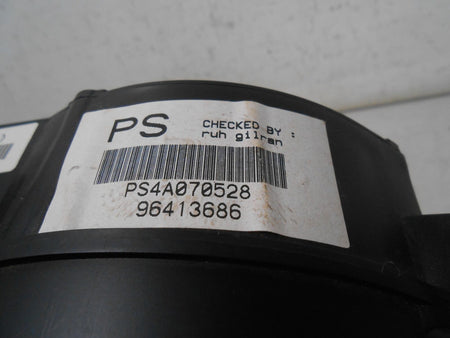 PS
CHECKED BY :
ruh gilran
PS4A070528
96413686